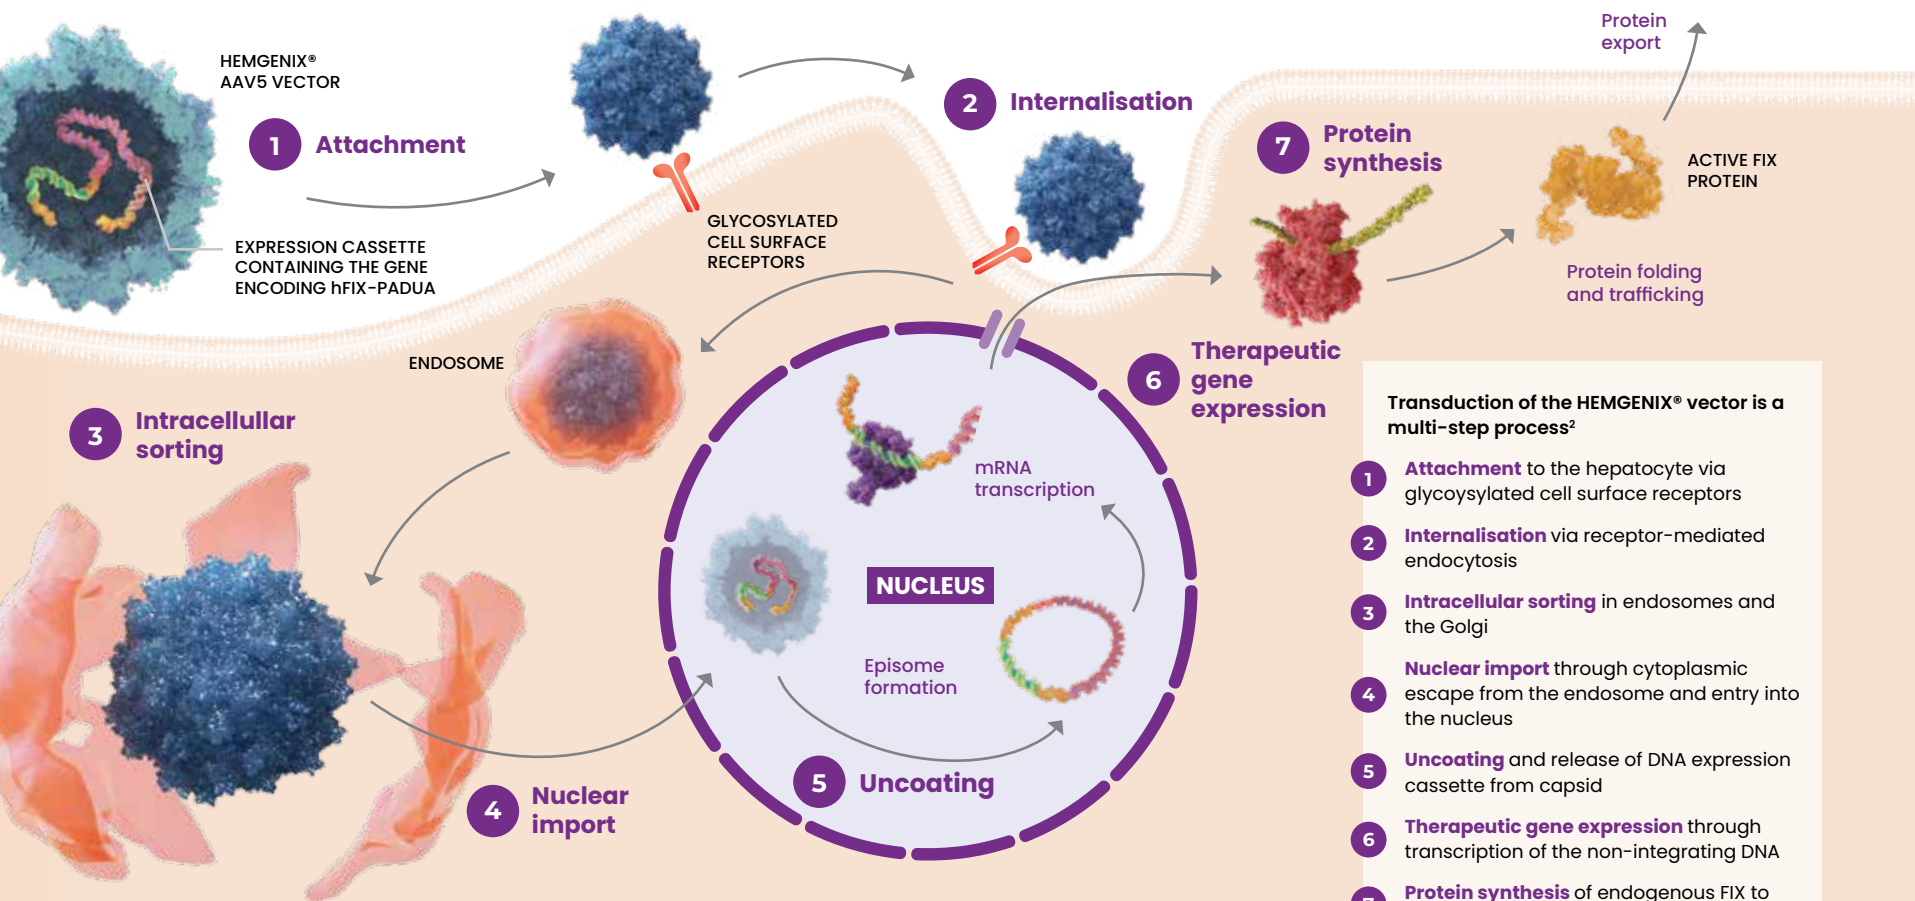 HEMGENIX®
AAV5 VECTOR
1
Attachment
EXPRESSION CASSETTE
CONTAINING THE GENE
ENCODING hFIX-PADUA
GLYCOSYLATED
CELL SURFACE
RECEPTORS
2
Internalisation
ENDOSOME
3
Intracellular
sorting
4
Nuclear
import
NUCLEUS
5
Uncoating
Episome
formation
mRNA
transcription
6
Therapeutic
gene
expression
7
Protein
synthesis
Protein folding
and trafficking
ACTIVE FIX
PROTEIN
Protein
export
Transduction of the HEMGENIX® vector is a
multi-step process²
1
Attachment to the hepatocyte via
glycoysylated cell surface receptors
2
Internalisation via receptor-mediated
endocytosis
3
Intracellular sorting in endosomes and
the Golgi
4
Nuclear import through cytoplasmic
escape from the endosome and entry into
the nucleus
5
Uncoating and release of DNA expression
cassette from capsid
6
Therapeutic gene expression through
transcription of the non-integrating DNA
Protein synthesis of endogenous FIX to